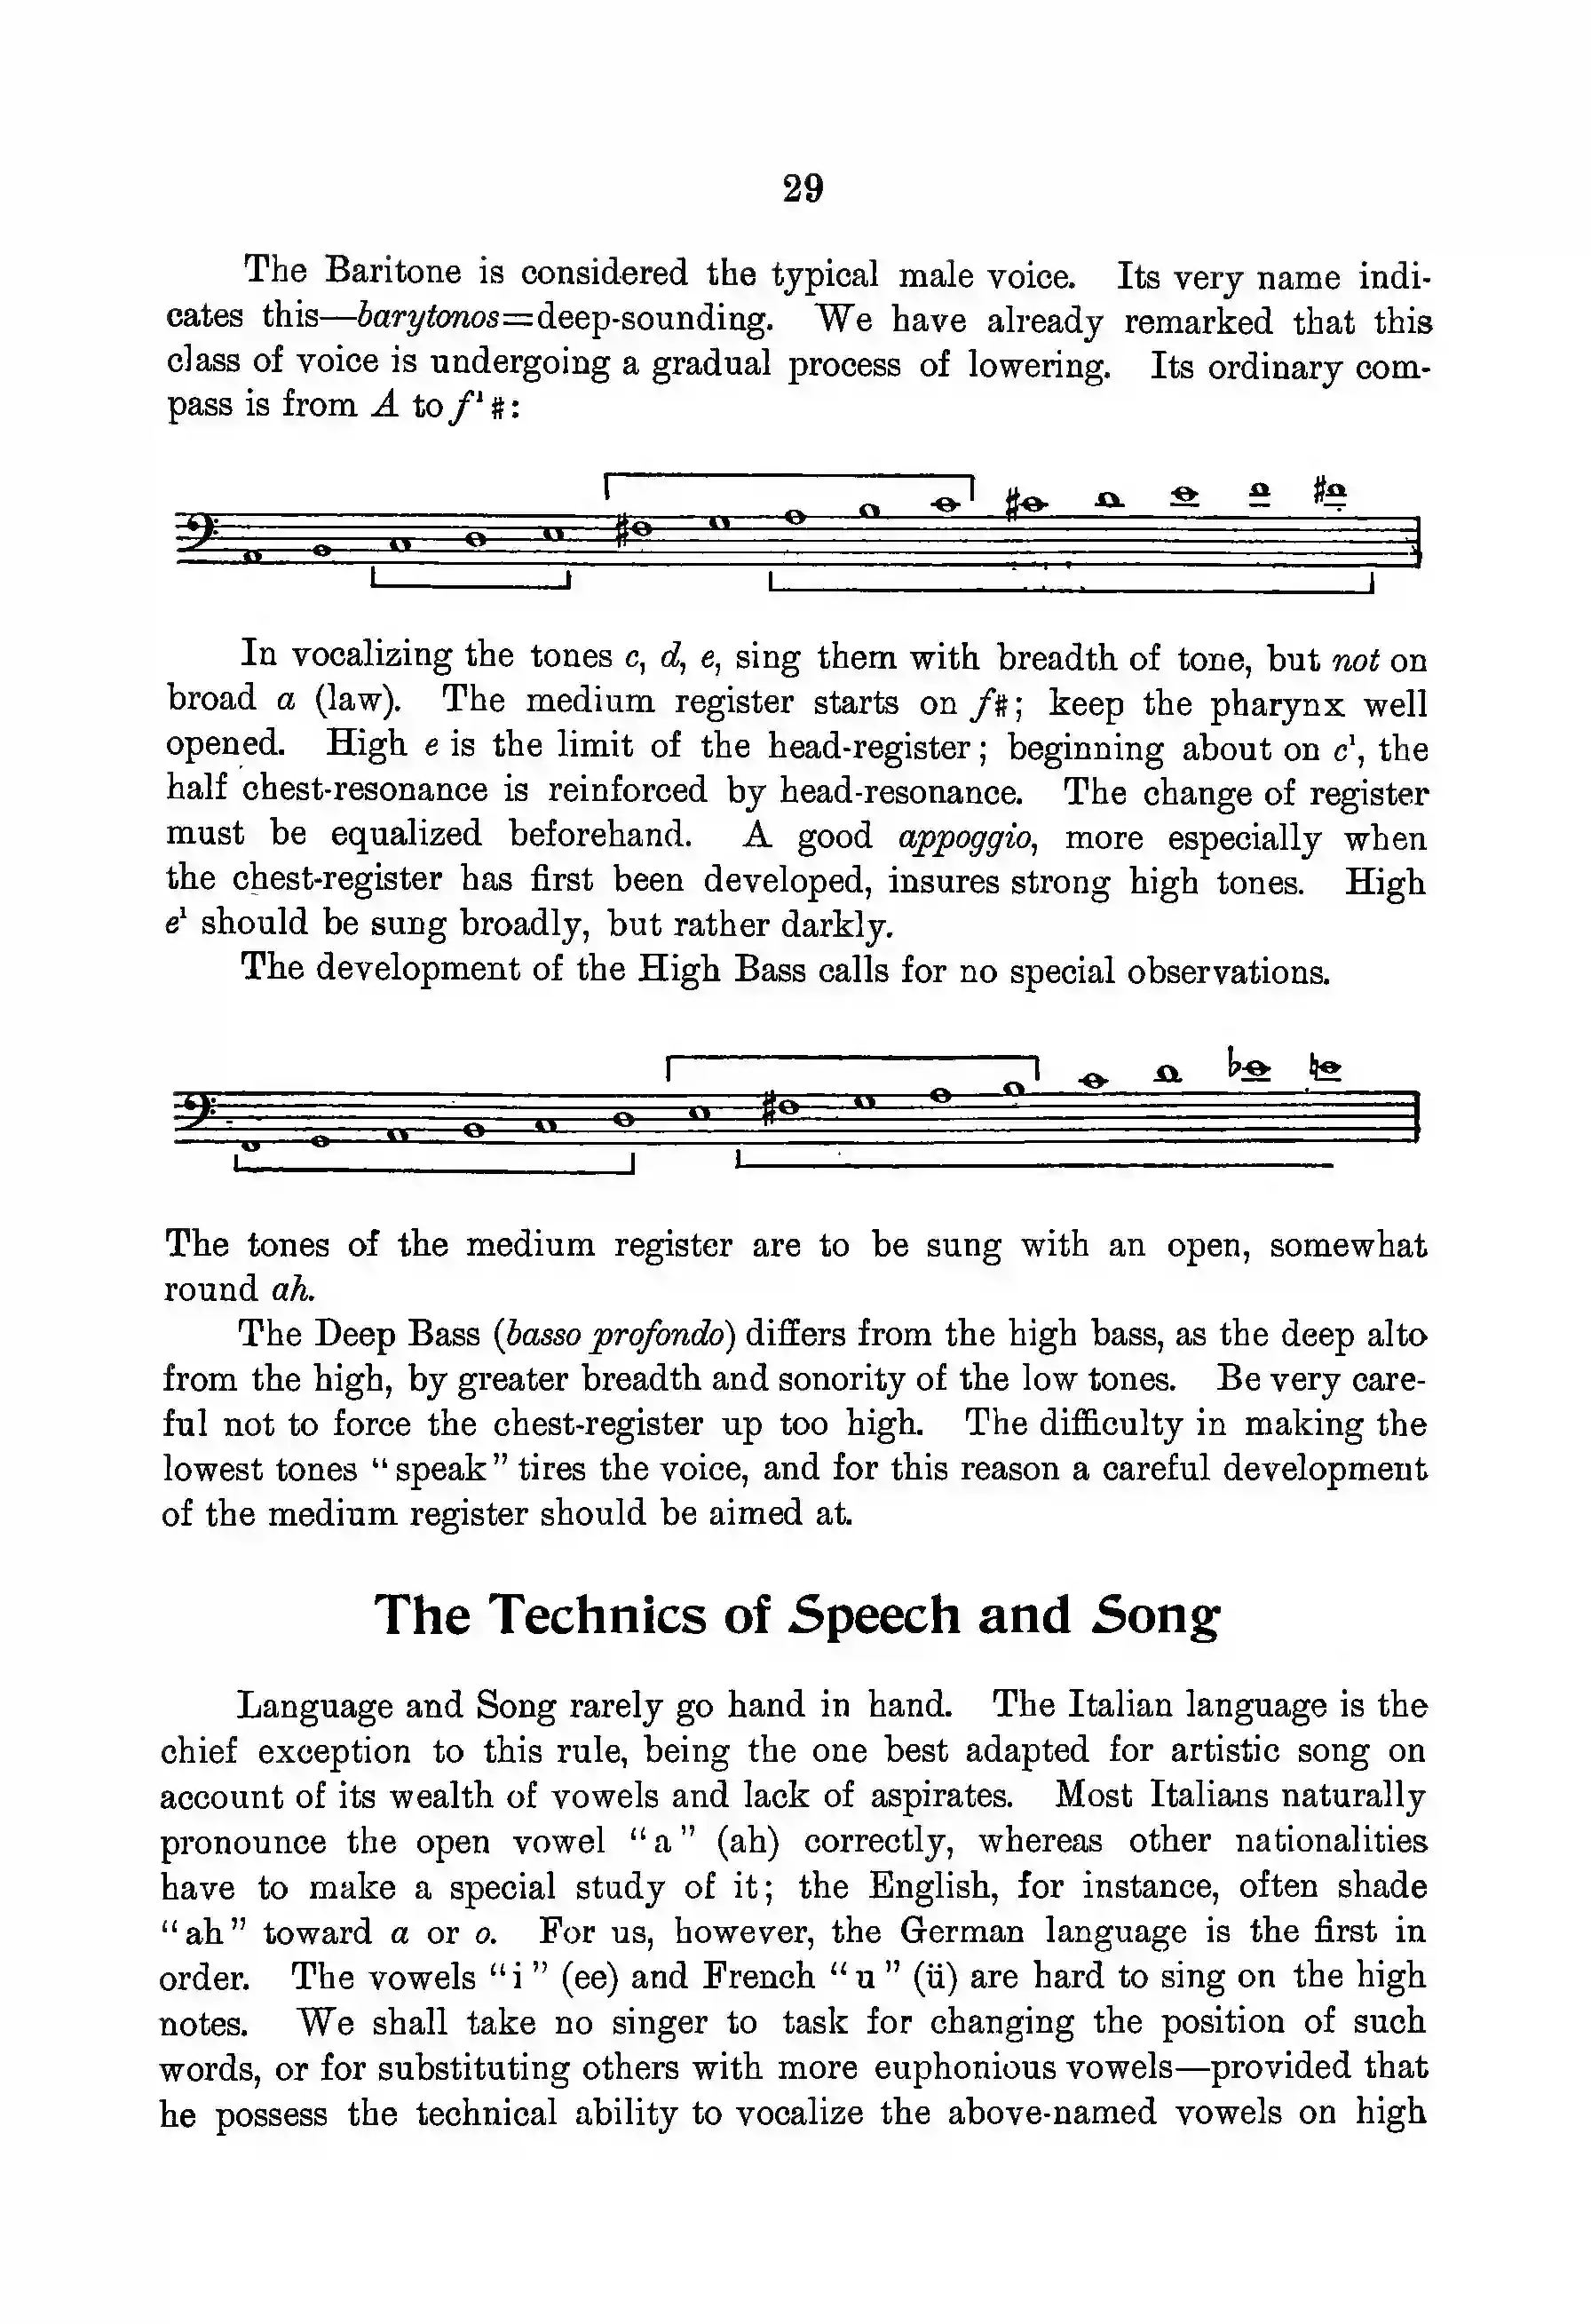 29
The Baritone is considered the typical male voice. Its very name indi-
cates this—barytonos=deep-sounding. We have already remarked that this
class of voice is undergoing a gradual process of lowering. Its ordinary com-
pass is from A to f¹♯:
In vocalizing the tones c, d, e, sing them with breadth of tone, but not on
broad a (law). The medium register starts on f♯; keep the pharynx well
opened. High e is the limit of the head-register; beginning about on c¹, the
half chest-resonance is reinforced by head-resonance. The change of register
must be equalized beforehand. A good appoggio, more especially when
the chest-register has first been developed, insures strong high tones. High
e¹ should be sung broadly, but rather darkly.
The development of the High Bass calls for no special observations.
The tones of the medium register are to be sung with an open, somewhat
round ah.
The Deep Bass (basso profondo) differs from the high bass, as the deep alto
from the high, by greater breadth and sonority of the low tones. Be very care-
ful not to force the chest-register up too high. The difficulty in making the
lowest tones “speak” tires the voice, and for this reason a careful development
of the medium register should be aimed at.
The Technics of Speech and Song
Language and Song rarely go hand in hand. The Italian language is the
chief exception to this rule, being the one best adapted for artistic song on
account of its wealth of vowels and lack of aspirates. Most Italians naturally
pronounce the open vowel “a” (ah) correctly, whereas other nationalities
have to make a special study of it; the English, for instance, often shade
“ah” toward a or o. For us, however, the German language is the first in
order. The vowels “i” (ee) and French “u” (ü) are hard to sing on the high
notes. We shall take no singer to task for changing the position of such
words, or for substituting others with more euphonious vowels—provided that
he possess the technical ability to vocalize the above-named vowels on high